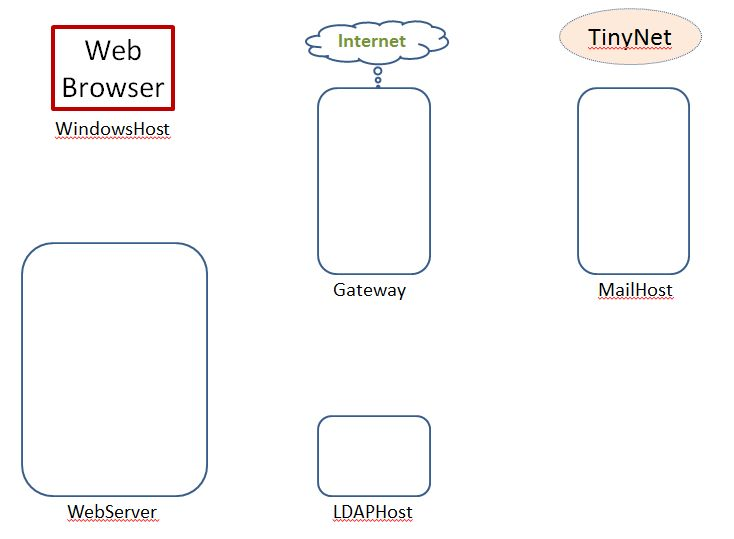 Web
Browser
WindowsHost
Internet
TinyNet
Gateway
MailHost
WebServer
LDAPHost